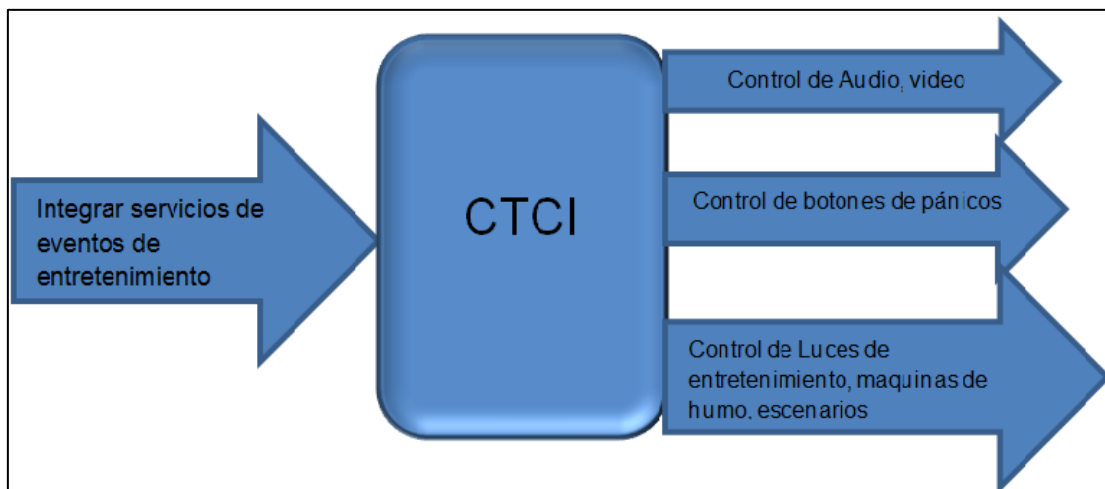 Integrar servicios de
eventos de
entretenimiento
CTCI
Control de Audio, video
Control de botones de pánicos
Control de Luces de
entretenimiento, maquinas de
humo, escenarios